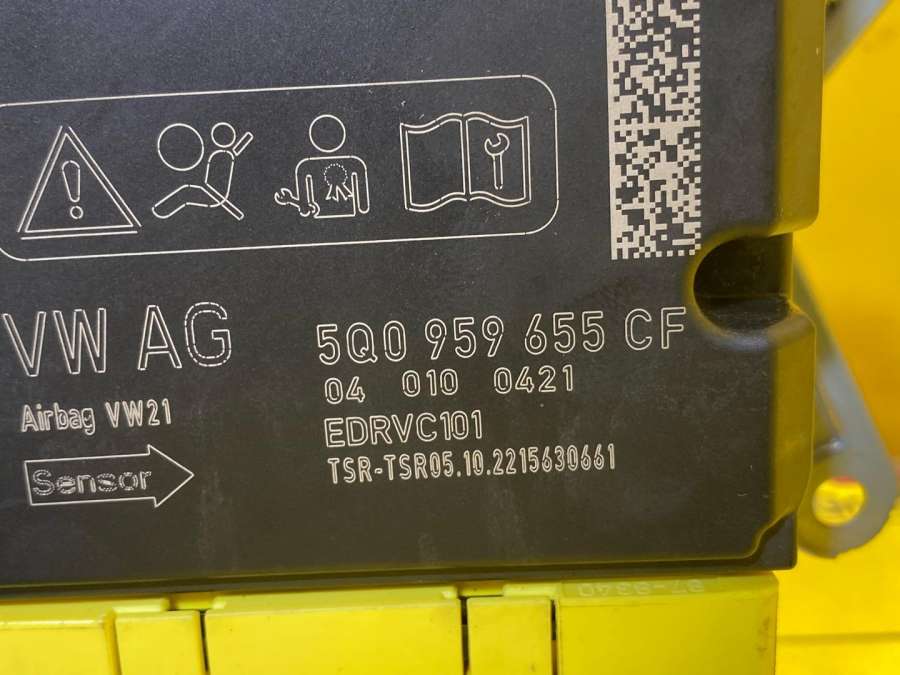 VW AG
5Q0 959 655 CF
04 010 0421
Airbag VW21
EDRVC101
Sensor
TSR-TSR05.10.2215630661